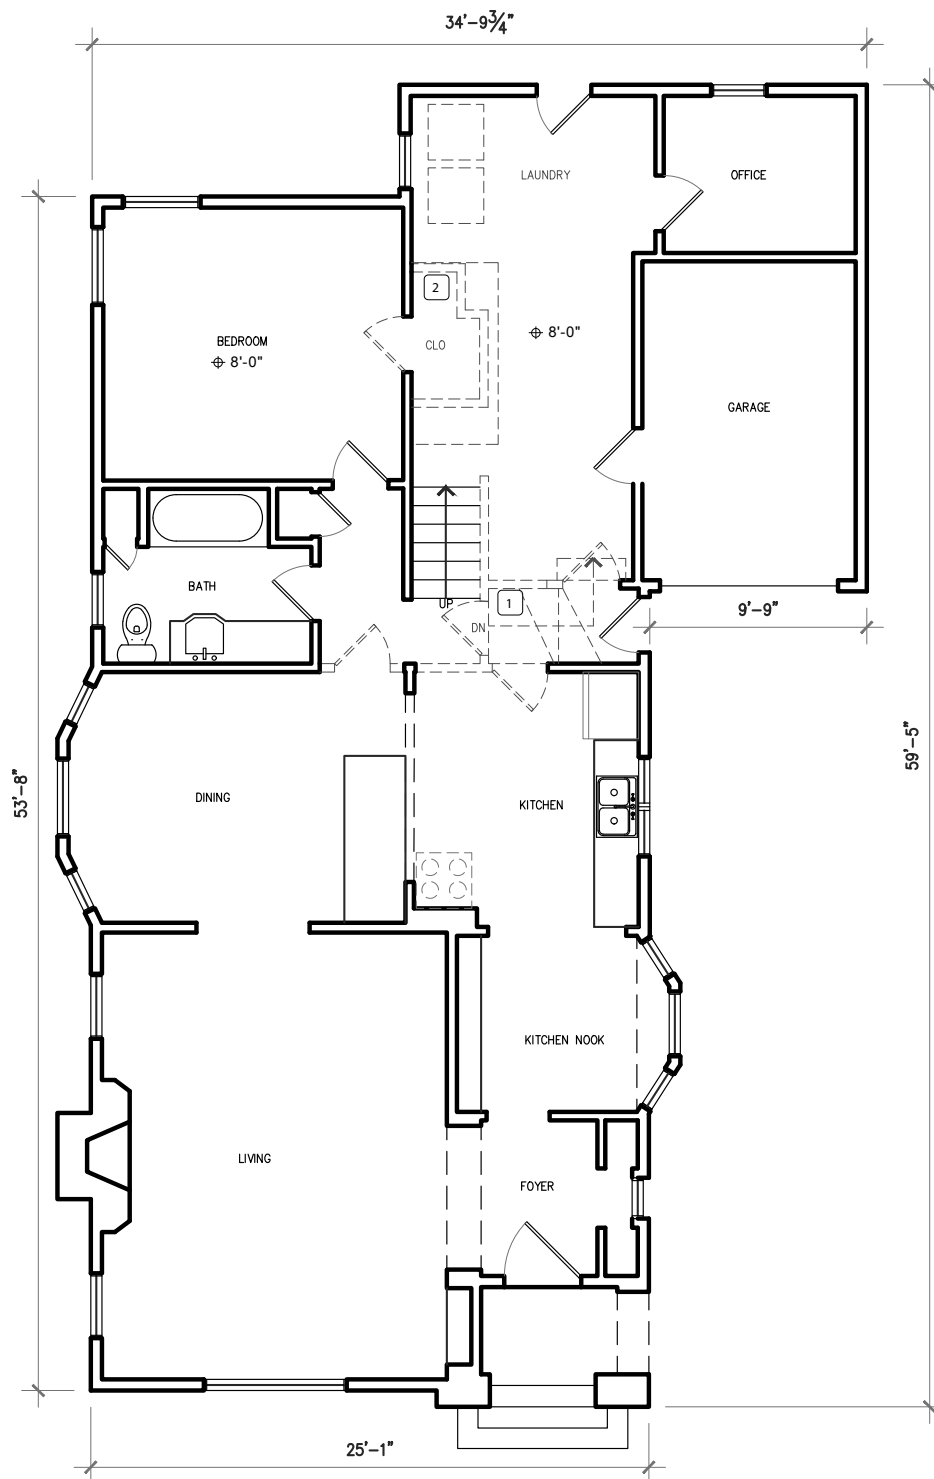 34'-9¾"
LAUNDRY
OFFICE
2
8'-0"
BEDROOM
8'-0"
CLO
GARAGE
BATH
UP
1
9'-9"
DN
59'-5"
53'-8"
DINING
KITCHEN
KITCHEN NOOK
LIVING
FOYER
25'-1"